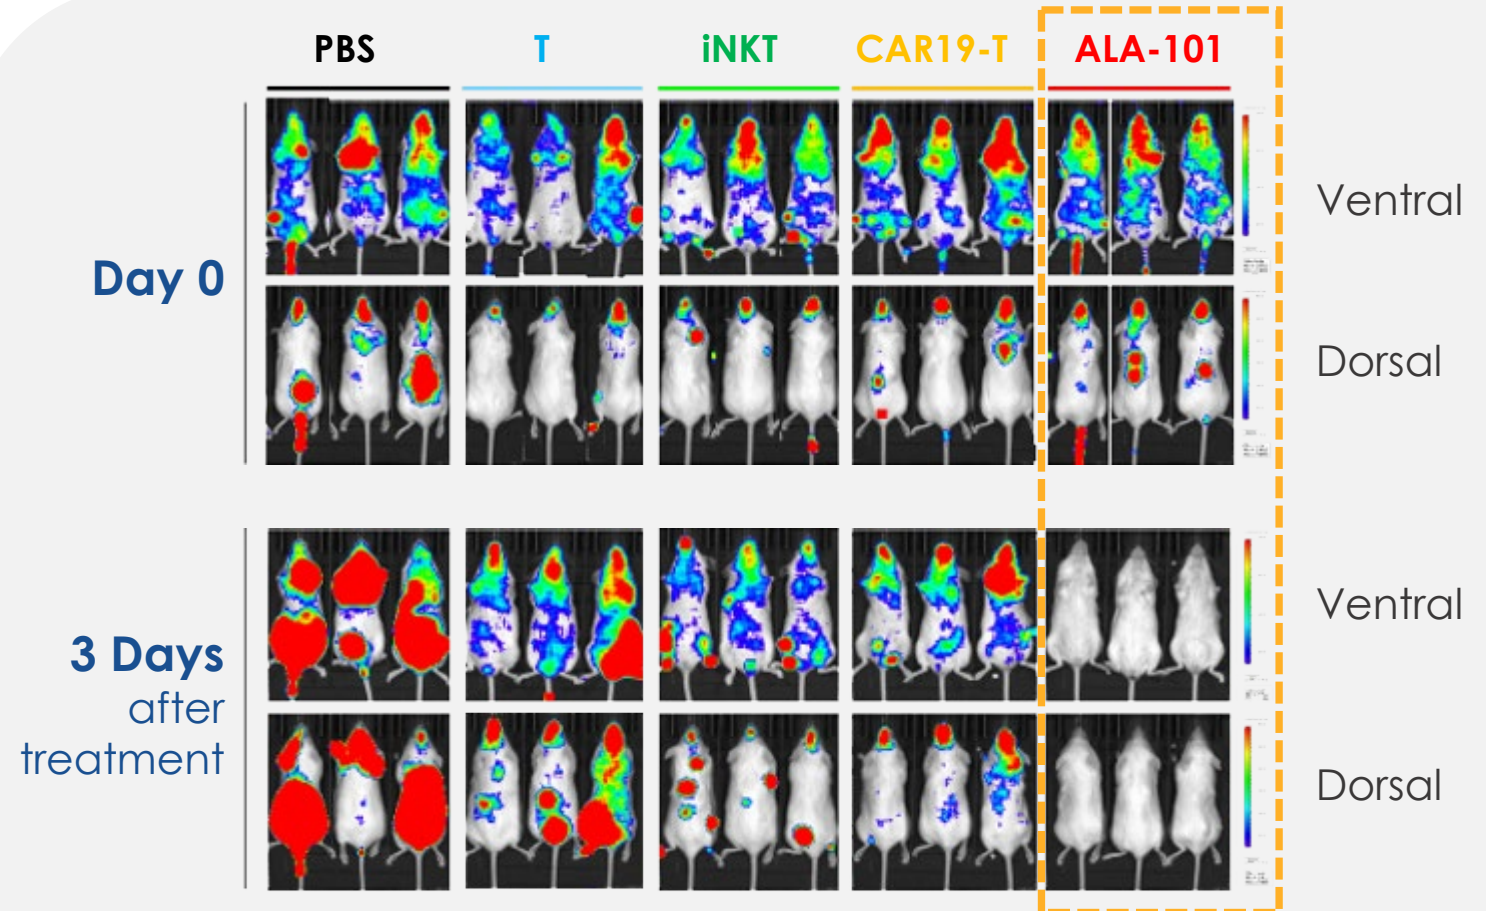 PBS
T
iNKT
CAR19-T
ALA-101
Day 0
Ventral
Dorsal
3 Days
after
treatment
Ventral
Dorsal